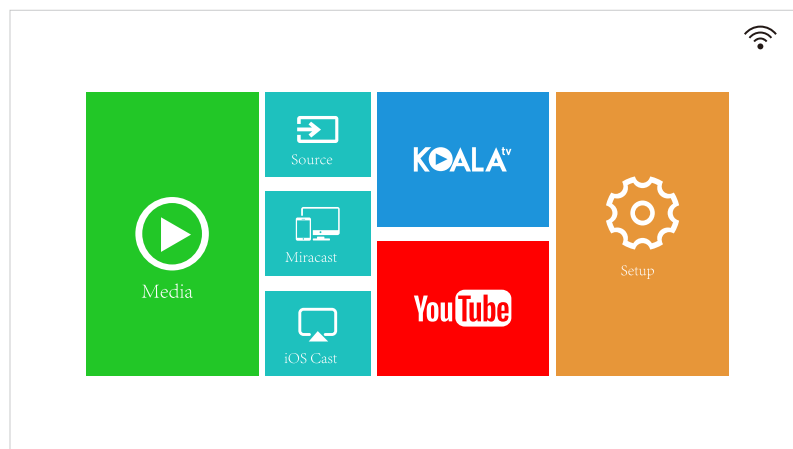 Media
Source
Miracast
iOS Cast
KOALA tv
YouTube
Setup